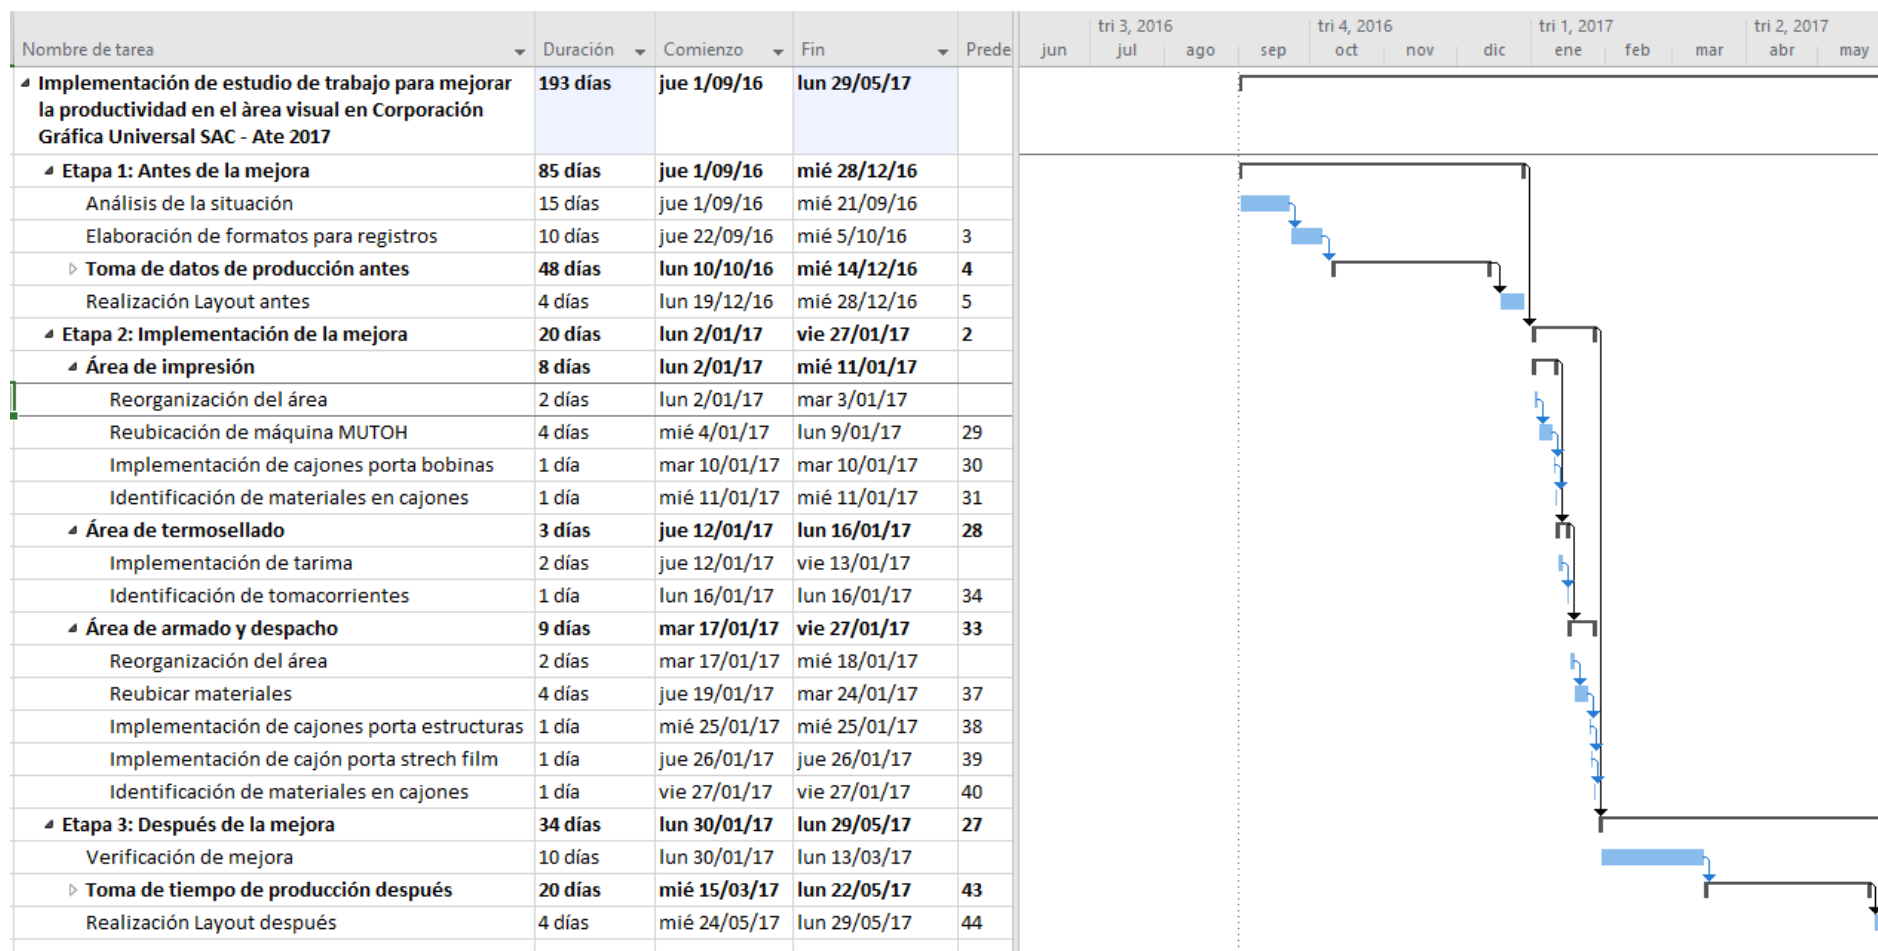 tri 3, 2016 tri 4, 2016 tri 1, 2017 tri 2, 2017
Nombre de tarea Duración Comienzo Fin Prede jun jul ago sep oct nov dic ene feb mar abr may
Implementación de estudio de trabajo para mejorar 193 días jue 1/09/16 lun 29/05/17
la productividad en el àrea visual en Corporación
Gráfica Universal SAC - Ate 2017
Etapa 1: Antes de la mejora 85 días jue 1/09/16 mié 28/12/16
Análisis de la situación 15 días jue 1/09/16 mié 21/09/16
Elaboración de formatos para registros 10 días jue 22/09/16 mié 5/10/16 3
Toma de datos de producción antes 48 días lun 10/10/16 mié 14/12/16 4
Realización Layout antes 4 días lun 19/12/16 mié 28/12/16 5
Etapa 2: Implementación de la mejora 20 días lun 2/01/17 vie 27/01/17 2
Área de impresión 8 días lun 2/01/17 mié 11/01/17
Reorganización del área 2 días lun 2/01/17 mar 3/01/17
Reubicación de máquina MUTOH 4 días mié 4/01/17 lun 9/01/17 29
Implementación de cajones porta bobinas 1 día mar 10/01/17 mar 10/01/17 30
Identificación de materiales en cajones 1 día mié 11/01/17 mié 11/01/17 31
Área de termosellado 3 días jue 12/01/17 lun 16/01/17 28
Implementación de tarima 2 días jue 12/01/17 vie 13/01/17
Identificación de tomacorrientes 1 día lun 16/01/17 lun 16/01/17 34
Área de armado y despacho 9 días mar 17/01/17 vie 27/01/17 33
Reorganización del área 2 días mar 17/01/17 mié 18/01/17
Reubicar materiales 4 días jue 19/01/17 mar 24/01/17 37
Implementación de cajones porta estructuras 1 día mié 25/01/17 mié 25/01/17 38
Implementación de cajón porta strech film 1 día jue 26/01/17 jue 26/01/17 39
Identificación de materiales en cajones 1 día vie 27/01/17 vie 27/01/17 40
Etapa 3: Después de la mejora 34 días lun 30/01/17 lun 29/05/17 27
Verificación de mejora 10 días lun 30/01/17 lun 13/03/17
Toma de tiempo de producción después 20 días mié 15/03/17 lun 22/05/17 43
Realización Layout después 4 días mié 24/05/17 lun 29/05/17 44